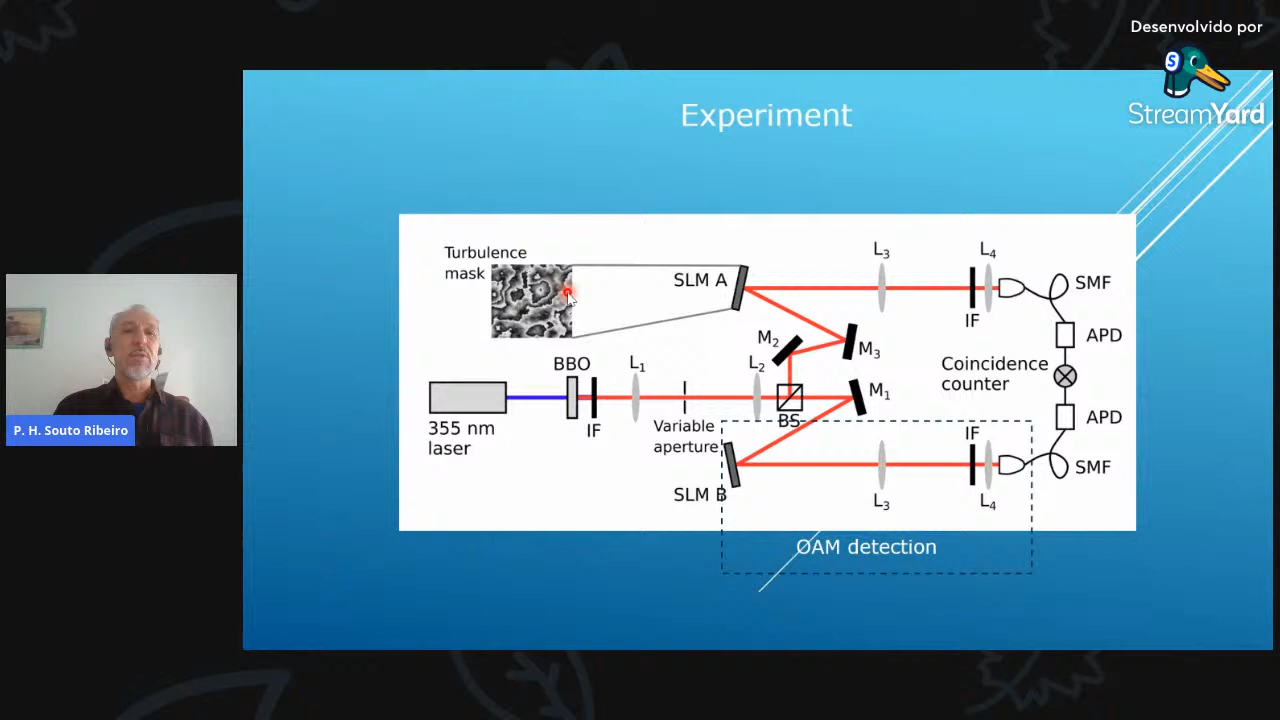 Desenvolvido por
S
StreamYard
Experiment
Turbulence
mask
SLM A
L3
L4
SMF
IF
M2
M3
APD
BBO
L1
L2
M1
Coincidence
counter
BS
355 nm
laser
IF
Variable
aperture
IF
APD
SMF
SLM B
L3
L4
OAM detection
P. H. Souto Ribeiro